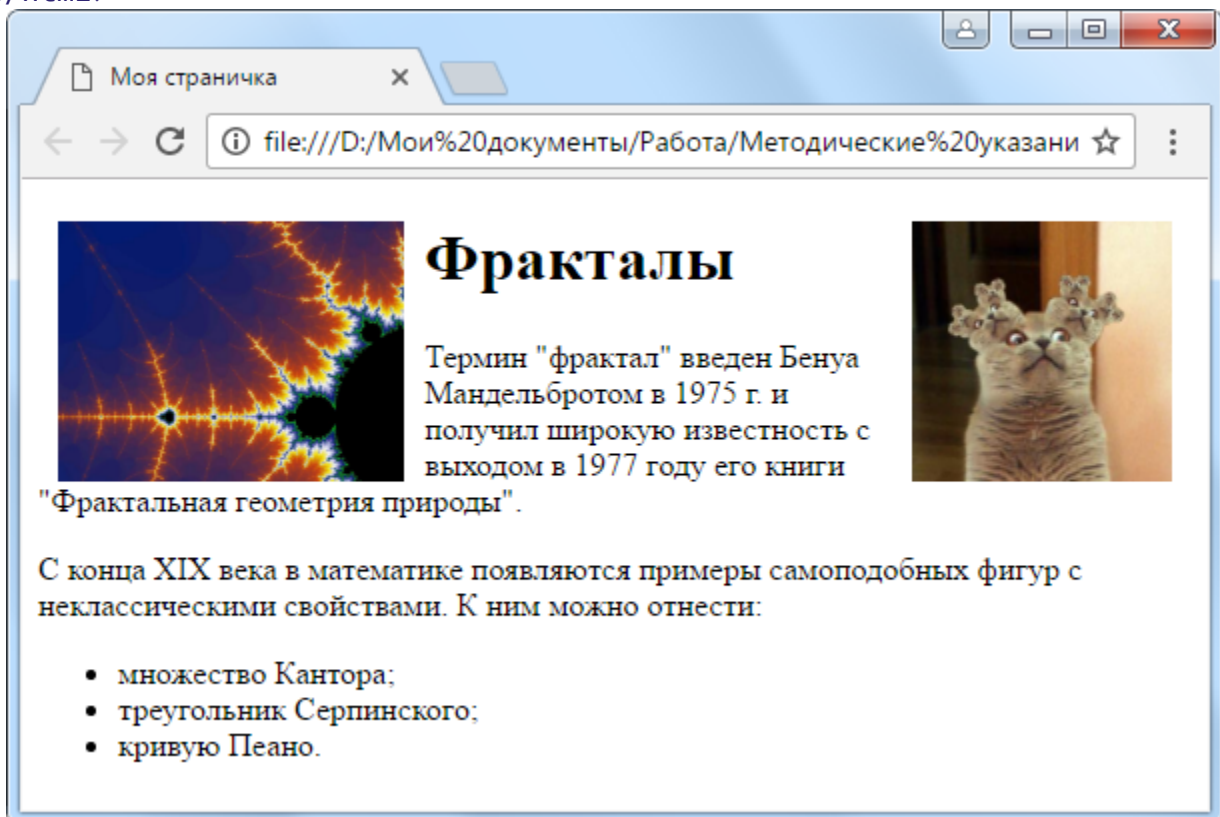 Моя страничка
file:///D:/Мои%20документы/Работа/Методические%20указани
Фракталы
Термин "фрактал" введен Бенуа
Мандельбротом в 1975 г. и
получил широкую известность с
выходом в 1977 году его книги
"Фрактальная геометрия природы".
С конца XIX века в математике появляются примеры самоподобных фигур с
неклассическими свойствами. К ним можно отнести:
• множество Кантора;
• треугольник Серпинского;
• кривую Пеано.